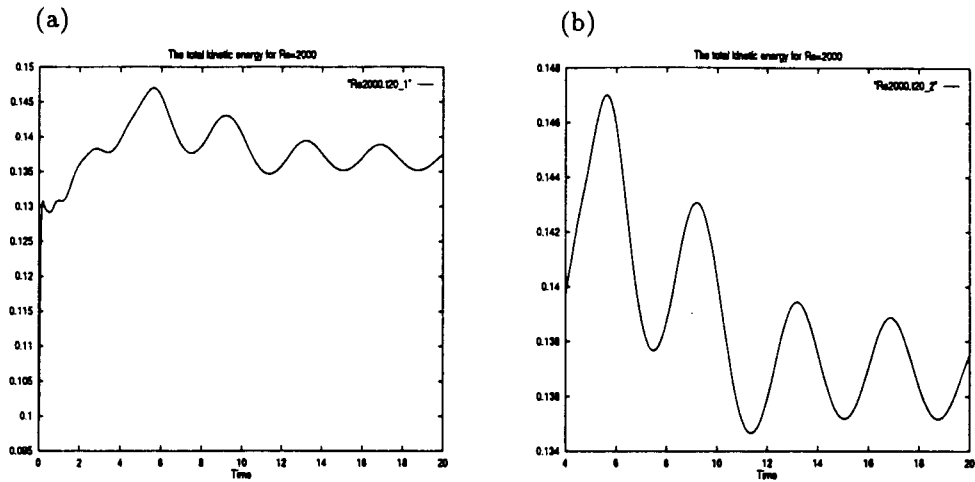 (a)
The total kinetic energy for Re=2000
"Re2000.t20_1"
0.15
0.145
0.14
0.135
0.13
0.125
0.12
0.115
0.11
0.105
0.1
0.095
0 2 4 6 8 10 12 14 16 18 20
Time
(b)
The total kinetic energy for Re=2000
"Re2000.t20_2"
0.148
0.146
0.144
0.142
0.14
0.138
0.136
0.134
4 6 8 10 12 14 16 18 20
Time